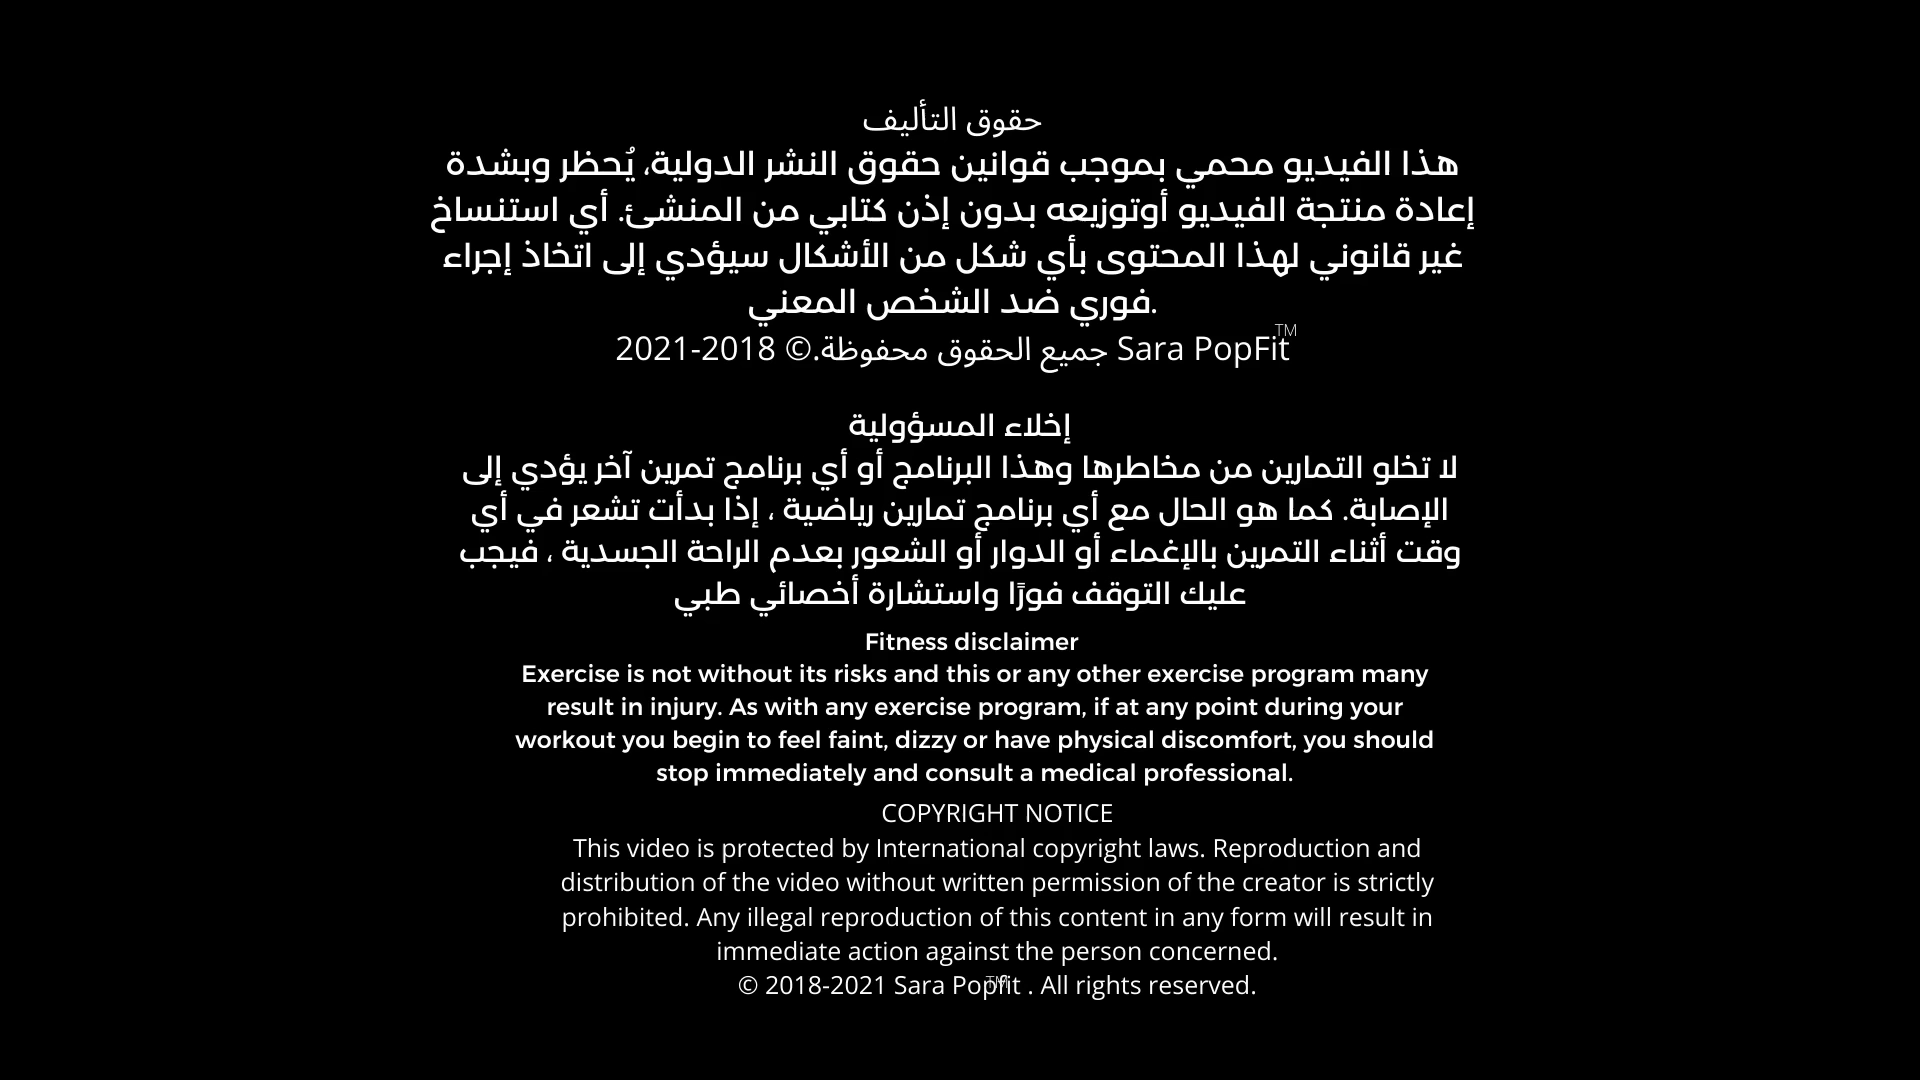 حقوق التأليف
هذا الفيديو محمي بموجب قوانين حقوق النشر الدولية، يُحظر وبشدة
إعادة منتجة الفيديو أوتوزيعه بدون إذن كتابي من المنشئ. أي استنساخ
غير قانوني لهذا المحتوى بأي شكل من الأشكال سيؤدي إلى اتخاذ إجراء
فوري ضد الشخص المعني.
Sara PopFit™ جميع الحقوق محفوظة.© 2018-2021
إخلاء المسؤولية
لا تخلو التمارين من مخاطرها وهذا البرنامج أو أي برنامج تمرين آخر يؤدي إلى
الإصابة. كما هو الحال مع أي برنامج تمارين رياضية ، إذا بدأت تشعر في أي
وقت أثناء التمرين بالإغماء أو الدوار أو الشعور بعدم الراحة الجسدية ، فيجب
عليك التوقف فورًا واستشارة أخصائي طبي
Fitness disclaimer
Exercise is not without its risks and this or any other exercise program many
result in injury. As with any exercise program, if at any point during your
workout you begin to feel faint, dizzy or have physical discomfort, you should
stop immediately and consult a medical professional.
COPYRIGHT NOTICE
This video is protected by International copyright laws. Reproduction and
distribution of the video without written permission of the creator is strictly
prohibited. Any illegal reproduction of this content in any form will result in
immediate action against the person concerned.
© 2018-2021 Sara Popfit™ . All rights reserved.